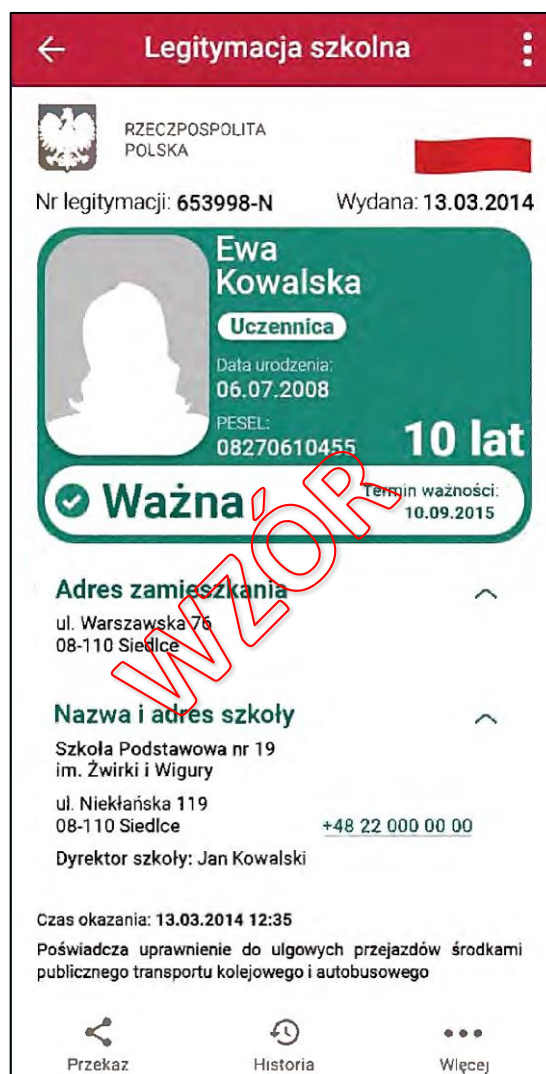 Legitymacja szkolna
RZECZPOSPOLITA
POLSKA
Nr legitymacji: 653998-N Wydana: 13.03.2014
Ewa
Kowalska
Uczennica
Data urodzenia:
06.07.2008
PESEL:
08270610455
10 lat
Ważna
Termin ważności:
10.09.2015
WZÓR
Adres zamieszkania
ul. Warszawska 76
08-110 Siedlce
Nazwa i adres szkoły
Szkoła Podstawowa nr 19
im. Żwirki i Wigury
ul. Niekłańska 119
08-110 Siedlce
+48 22 000 00 00
Dyrektor szkoły: Jan Kowalski
Czas okazania: 13.03.2014 12:35
Poświadcza uprawnienie do ulgowych przejazdów środkami
publicznego transportu kolejowego i autobusowego
Przekaz Historia Więcej